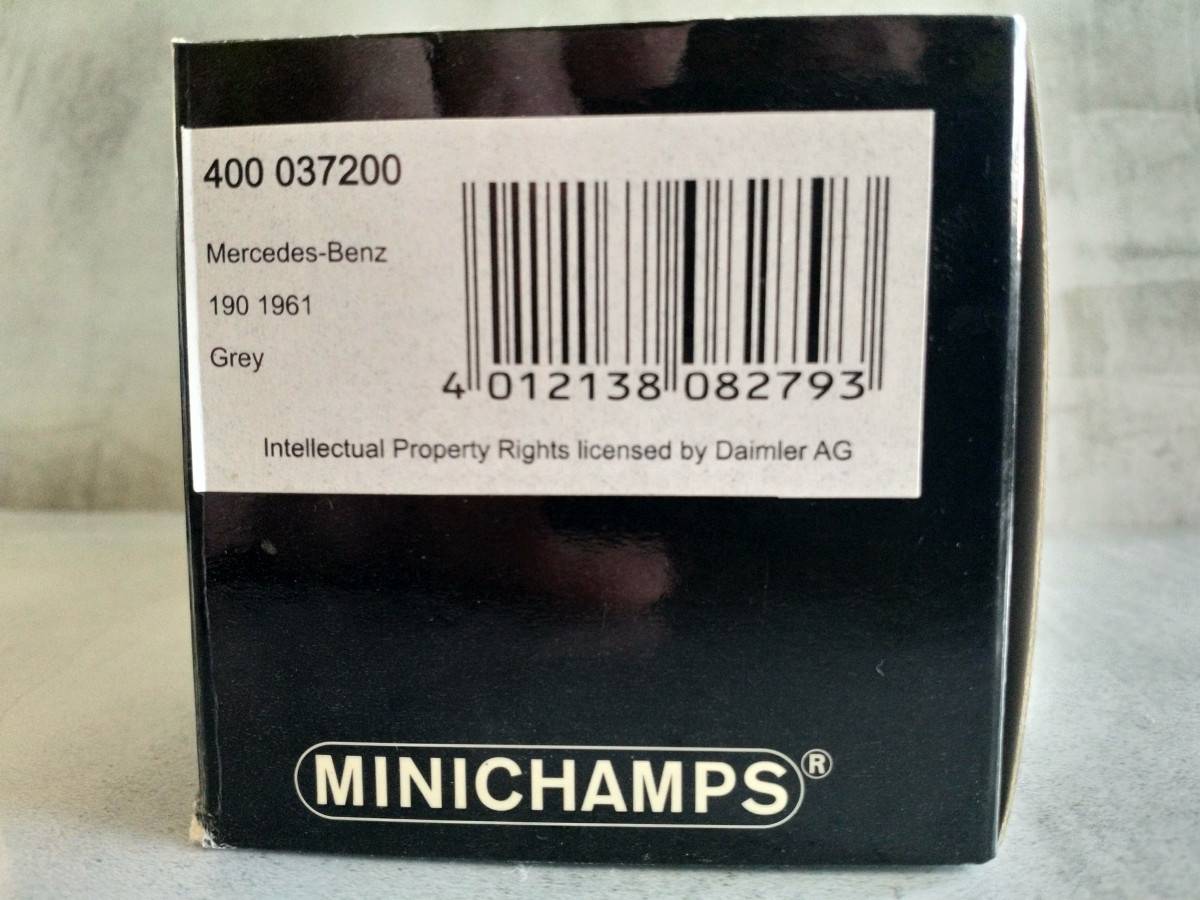 400 037200
Mercedes-Benz
190 1961
Grey
4 012138 082793
Intellectual Property Rights licensed by Daimler AG
MINICHAMPS®